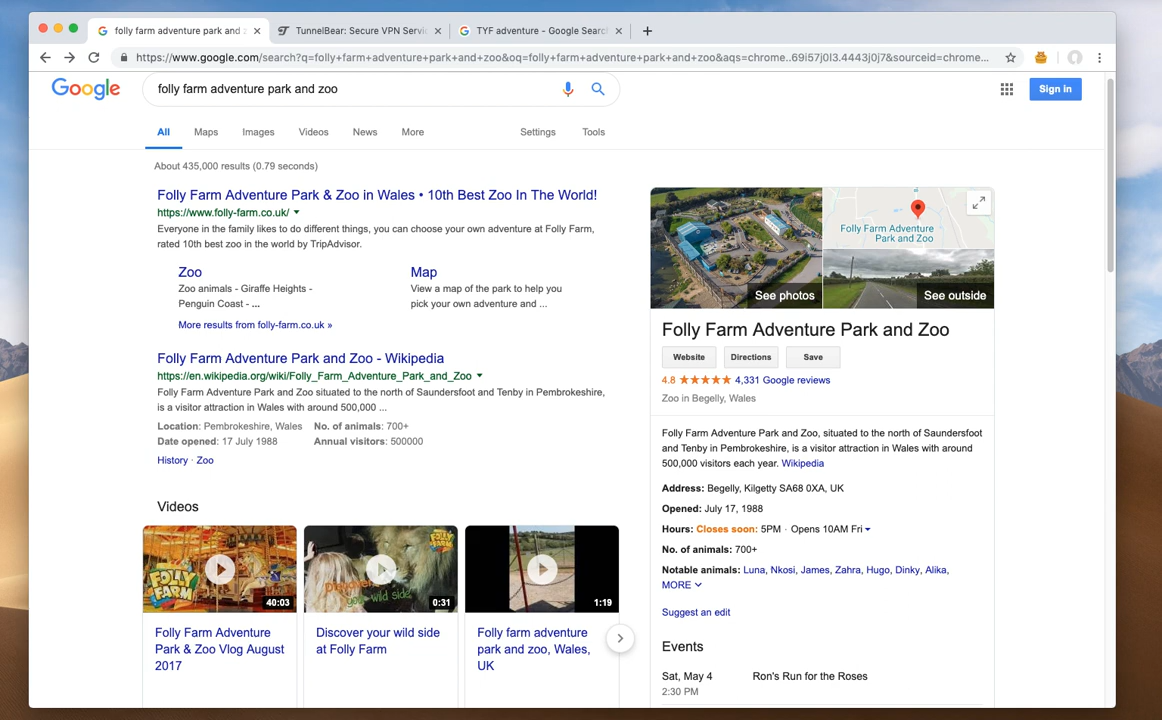 folly farm adventure park and z
TunnelBear: Secure VPN Servi
TYF adventure - Google Search
https://www.google.com/search?q=folly+farm+adventure+park+and+zoo&oq=folly+farm+adventure+park+and+zoo&aqs=chrome..69i57j0l3.4443j0j7&sourceid=chrome...
Google
folly farm adventure park and zoo
Sign in
All Maps Images Videos News More Settings Tools
About 435,000 results (0.79 seconds)
Folly Farm Adventure Park & Zoo in Wales • 10th Best Zoo In The World!
https://www.folly-farm.co.uk/
Everyone in the family likes to do different things, you can choose your own adventure at Folly Farm,
rated 10th best zoo in the world by TripAdvisor.
Zoo
Zoo animals - Giraffe Heights -
Penguin Coast - ...
Map
View a map of the park to help you
pick your own adventure and ...
More results from folly-farm.co.uk »
Folly Farm Adventure Park and Zoo - Wikipedia
https://en.wikipedia.org/wiki/Folly_Farm_Adventure_Park_and_Zoo
Folly Farm Adventure Park and Zoo situated to the north of Saundersfoot and Tenby in Pembrokeshire,
is a visitor attraction in Wales with around 500,000 ...
Location: Pembrokeshire, Wales No. of animals: 700+
Date opened: 17 July 1988 Annual visitors: 500000
History · Zoo
Videos
FOLLY FARM
40:03
Folly Farm Adventure
Park & Zoo Vlog August
2017
FOLLY FARM
discover
your wild side
0:31
Discover your wild side
at Folly Farm
1:19
Folly farm adventure
park and zoo, Wales,
UK
See photos
Folly Farm Adventure
Park and Zoo
See outside
Folly Farm Adventure Park and Zoo
Website Directions Save
4.8 4,331 Google reviews
Zoo in Begelly, Wales
Folly Farm Adventure Park and Zoo, situated to the north of Saundersfoot
and Tenby in Pembrokeshire, is a visitor attraction in Wales with around
500,000 visitors each year. Wikipedia
Address: Begelly, Kilgetty SA68 0XA, UK
Opened: July 17, 1988
Hours: Closes soon: 5PM · Opens 10AM Fri
No. of animals: 700+
Notable animals: Luna, Nkosi, James, Zahra, Hugo, Dinky, Alika,
MORE
Suggest an edit
Events
Sat, May 4 Ron's Run for the Roses
2:30 PM